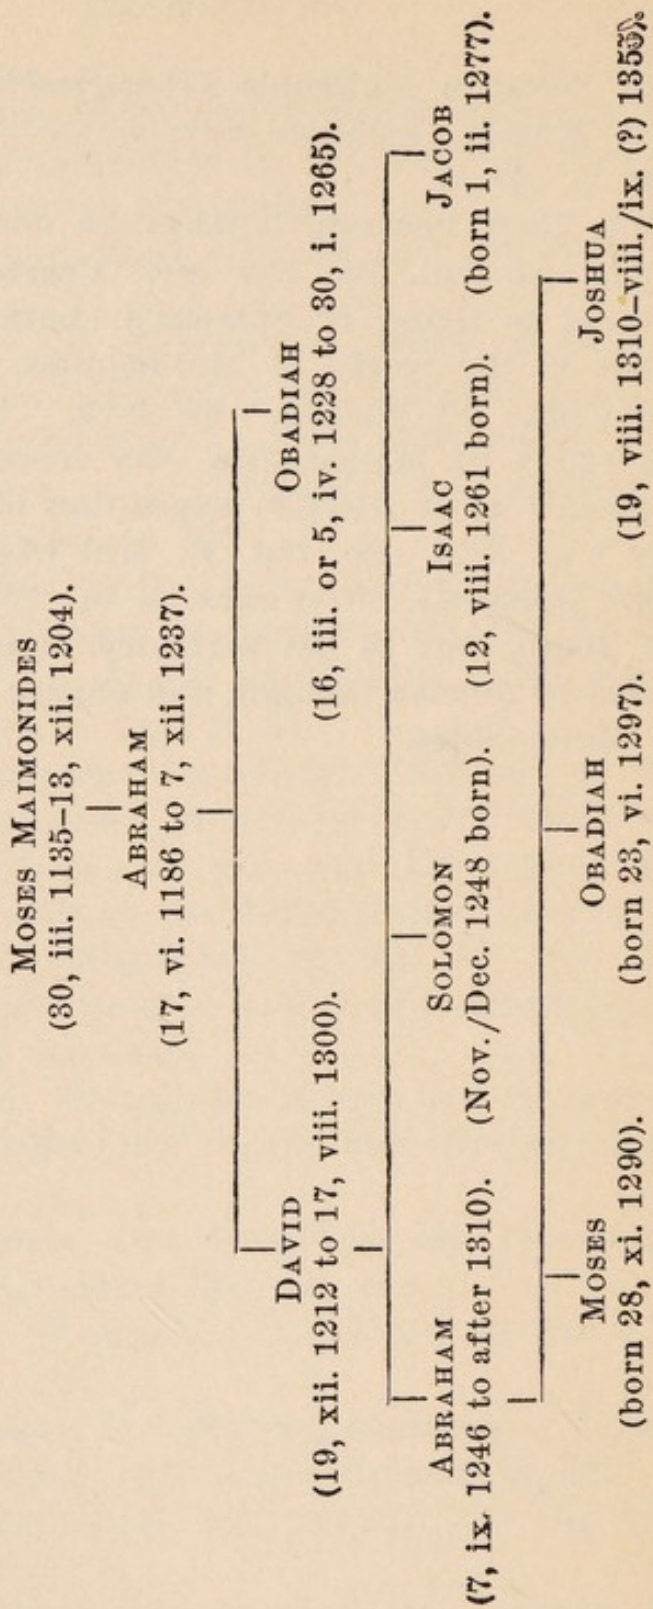 MOSES MAIMONIDES
(30, iii. 1135–13, xii. 1204).
ABRAHAM
(17, vi. 1186 to 7, xii. 1237).
DAVID
(19, xii. 1212 to 17, viii. 1300).
OBADIAH
(16, iii. or 5, iv. 1228 to 30, i. 1265).
ABRAHAM
(7, ix. 1246 to after 1310).
SOLOMON
(Nov./Dec. 1248 born).
ISAAC
(12, viii. 1261 born).
JACOB
(born 1, ii. 1277).
MOSES
(born 28, xi. 1290).
OBADIAH
(born 23, vi. 1297).
JOSHUA
(19, viii. 1310–viii./ix. (?)